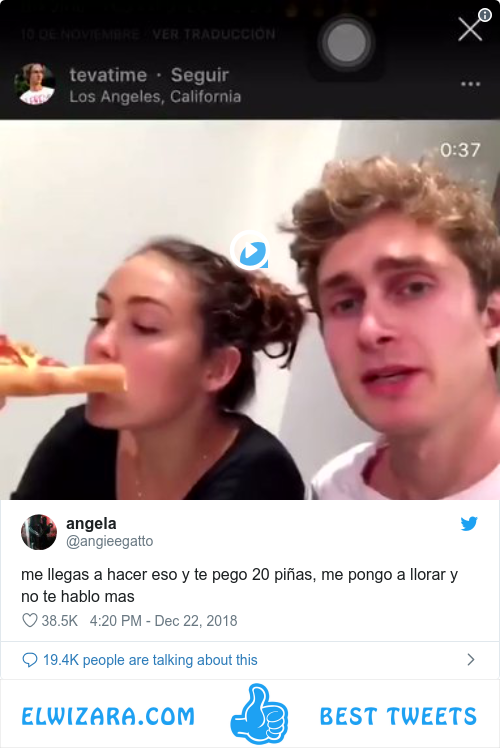 10 DE NOVIEMBRE · VER TRADUCCIÓN
tevatime · Seguir
Los Angeles, California
0:37
angela
@angieegatto
me llegas a hacer eso y te pego 20 piñas, me pongo a llorar y
no te hablo mas
38.5K 4:20 PM - Dec 22, 2018
19.4K people are talking about this
ELWIZARA.COM BEST TWEETS